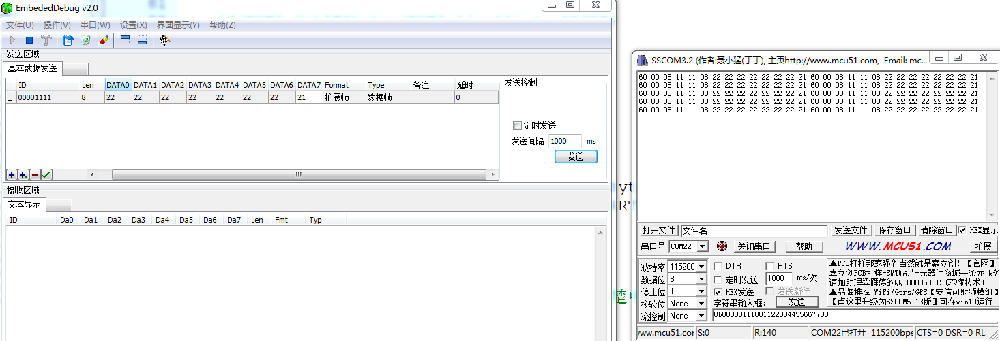 81
EmbededDebug v2.0
文件(U) 操作(V) 串口(W) 设置(X) 界面显示(Y) 帮助(Z)
发送区域
基本数据发送
ID Len DATA0 DATA1 DATA2 DATA3 DATA4 DATA5 DATA6 DATA7 Format Type 备注 延时
00001111 8 22 22 22 22 22 22 22 21 扩展帧 数据帧 0
发送控制
定时发送
发送间隔 1000 ms
发送
接收区域
文本显示
ID Da0 Da1 Da2 Da3 Da4 Da5 Da6 Da7 Len Fmt Typ
yt
ART
楚
SSCOM3.2 (作者:聂小猛(丁丁), 主页http://www.mcu51.com, Email: mc...
60 00 08 11 11 08 22 22 22 22 22 22 22 21 60 00 08 11 11 08 22 22 22 22 22 22 22 21
60 00 08 11 11 08 22 22 22 22 22 22 22 21 60 00 08 11 11 08 22 22 22 22 22 22 22 21
60 00 08 11 11 08 22 22 22 22 22 22 22 21 60 00 08 11 11 08 22 22 22 22 22 22 22 21
60 00 08 11 11 08 22 22 22 22 22 22 22 21 60 00 08 11 11 08 22 22 22 22 22 22 22 21
60 00 08 11 11 08 22 22 22 22 22 22 22 21 60 00 08 11 11 08 22 22 22 22 22 22 22 21
打开文件 文件名 发送文件 保存窗口 清除窗口 HEX显示
串口号 COM22 关闭串口 帮助 WWW.MCU51.COM 扩展
波特率 115200 DTR RTS
数据位 8 定时发送 1000 ms/次
停止位 1 HEX发送 发送新行
校验位 None 字符串输入框: 发送
流控制 None 0b00080ff1081122334455667788
▲PCB打样那家强？当然就是嘉立创！【官网】
嘉立创PCB打样-SMT贴片-元器件商城一条龙服务
请加助理梁雁婷的QQ:800058315(不懂技术)
▲品牌推荐:WiFi/Gprs/GPS【安信可射频模组】
【点这里升级为SSCOM5.13版】可在win10运行!
www.mcu51.cor S:0 R:140 COM22已打开 115200bps CTS=0 DSR=0 RL